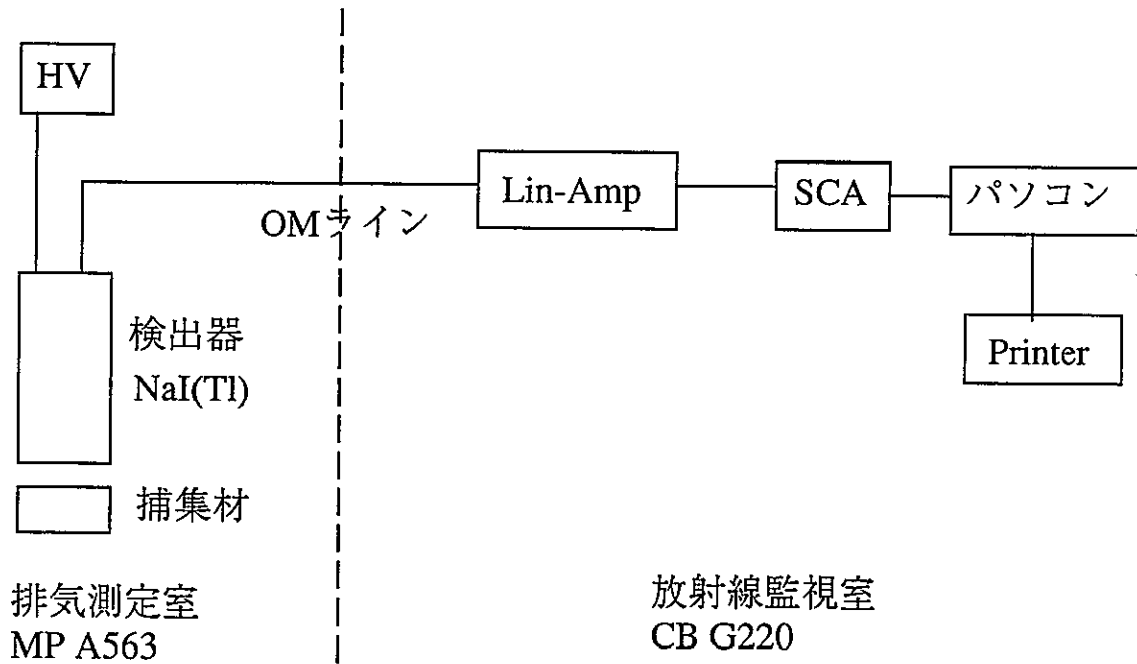 HV
Lin-Amp
SCA
パソコン
OMライン
Printer
検出器
NaI(Tl)
捕集材
排気測定室
MP A563
放射線監視室
CB G220